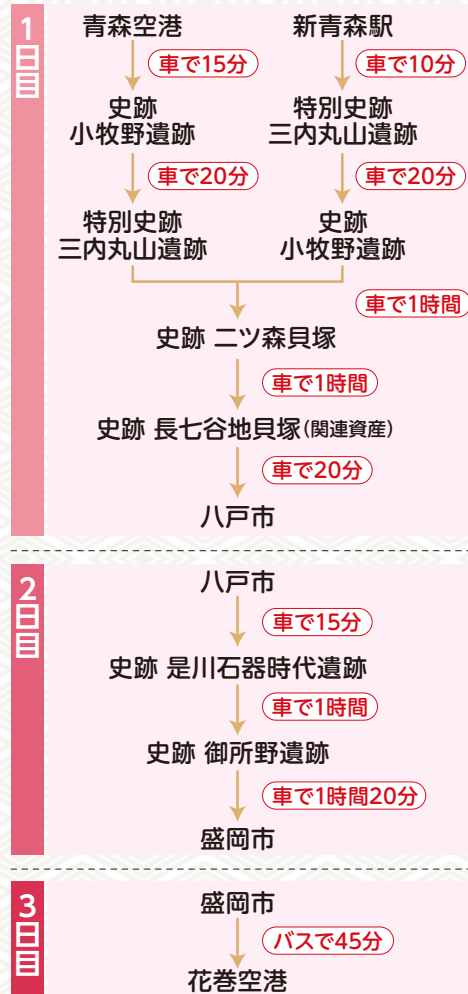 1日目
青森空港
車で15分
史跡
小牧野遺跡
車で20分
特別史跡
三内丸山遺跡
新青森駅
車で10分
特別史跡
三内丸山遺跡
車で20分
史跡
小牧野遺跡
車で1時間
史跡 二ツ森貝塚
車で1時間
史跡 長七谷地貝塚(関連資産)
車で20分
八戸市
2日目
八戸市
車で15分
史跡 是川石器時代遺跡
車で1時間
史跡 御所野遺跡
車で1時間20分
盛岡市
3日目
盛岡市
バスで45分
花巻空港